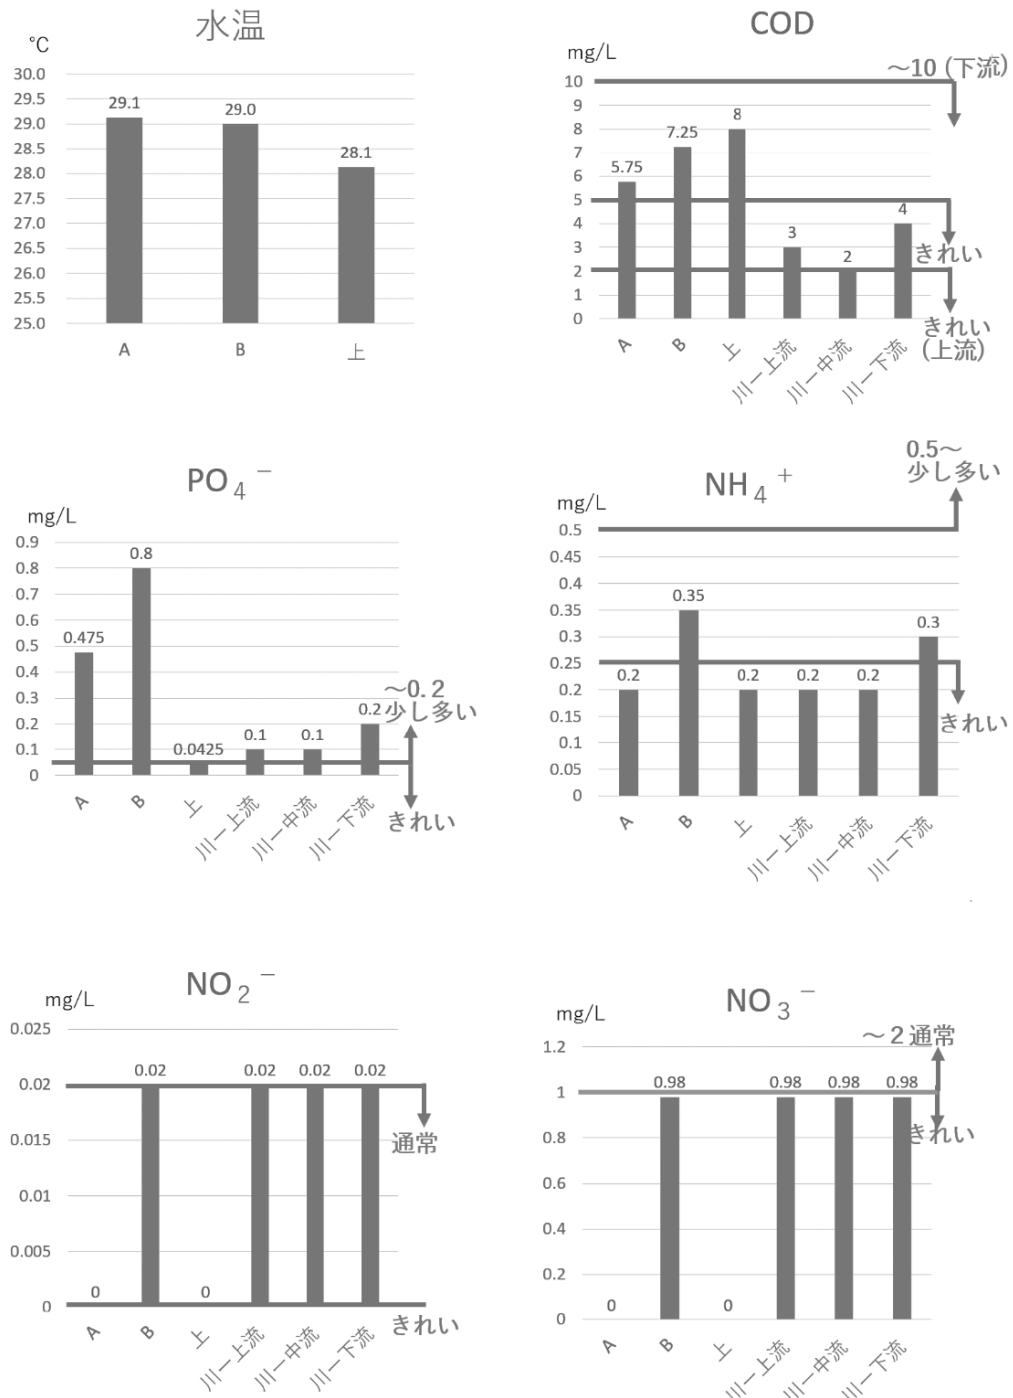 水温
℃
30.0
29.5
29.0
28.5
28.0
27.5
27.0
26.5
26.0
25.5
25.0
29.1
29.0
28.1
A
B
上
COD
mg/L
～10 (下流)
10
9
8
7
6
5
4
3
2
1
0
5.75
7.25
8
3
2
4
きれい
きれい
(上流)
A
B
上
川ー上流
川ー中流
川ー下流
PO4 －
mg/L
0.9
0.8
0.7
0.6
0.5
0.4
0.3
0.2
0.1
0
0.475
0.8
0.0425
0.1
0.1
0.2
～0.2
少し多い
きれい
A
B
上
川ー上流
川ー中流
川ー下流
NH4 +
mg/L
0.5～
少し多い
0.5
0.45
0.4
0.35
0.3
0.25
0.2
0.15
0.1
0.05
0
0.2
0.35
0.2
0.2
0.2
0.3
きれい
A
B
上
川ー上流
川ー中流
川ー下流
NO2 －
mg/L
0.025
0.02
0.015
0.01
0.005
0
0
0.02
0
0.02
0.02
0.02
通常
きれい
A
B
上
川ー上流
川ー中流
川ー下流
NO3 －
mg/L
～2 通常
1.2
1
0.8
0.6
0.4
0.2
0
0
0.98
0
0.98
0.98
0.98
きれい
A
B
上
川ー上流
川ー中流
川ー下流